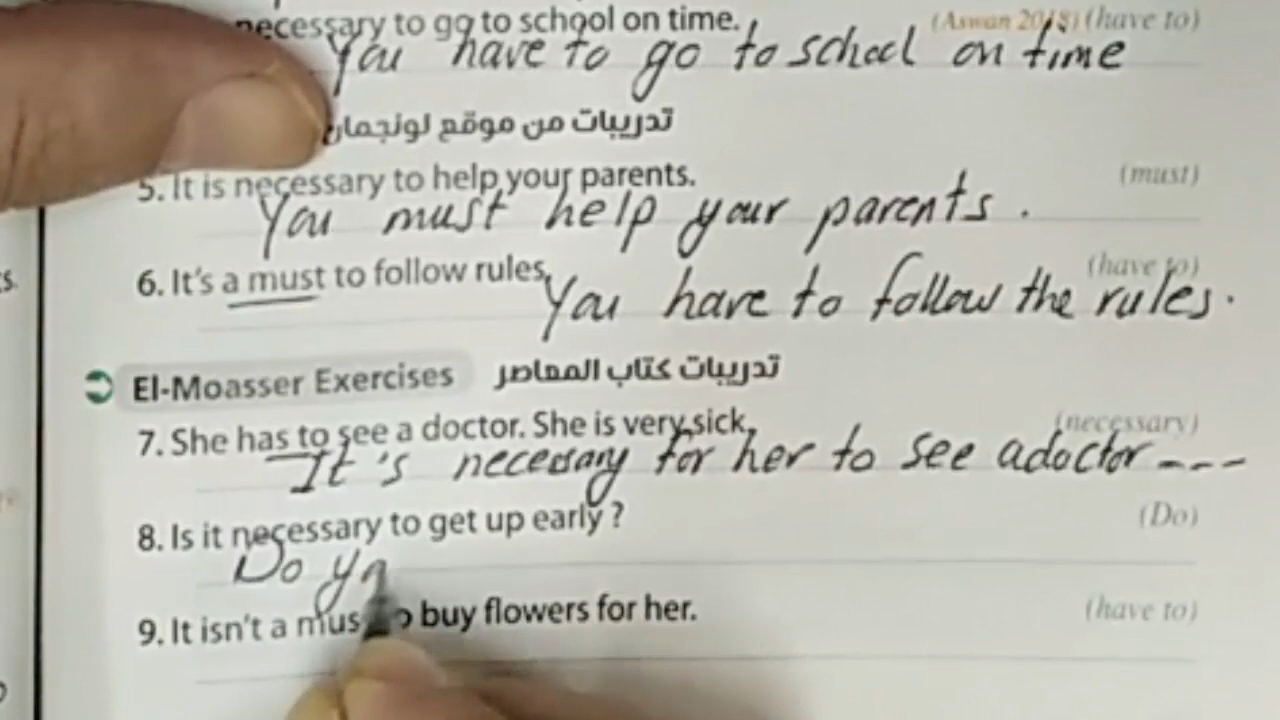 necessary to go to school on time. (Aswan 2018) (have to)
You have to go to school on time
تدريبات من موقع لونجمان
5. It is necessary to help your parents. (must)
You must help your parents.
6. It's a must to follow rules. (have to)
You have to follow the rules.
El-Moasser Exercises تدريبات كتاب المعاصر
7. She has to see a doctor. She is very sick. (necessary)
It's necessary for her to see a doctor ---
8. Is it necessary to get up early? (Do)
Do
9. It isn't a buy flowers for her. (have to)